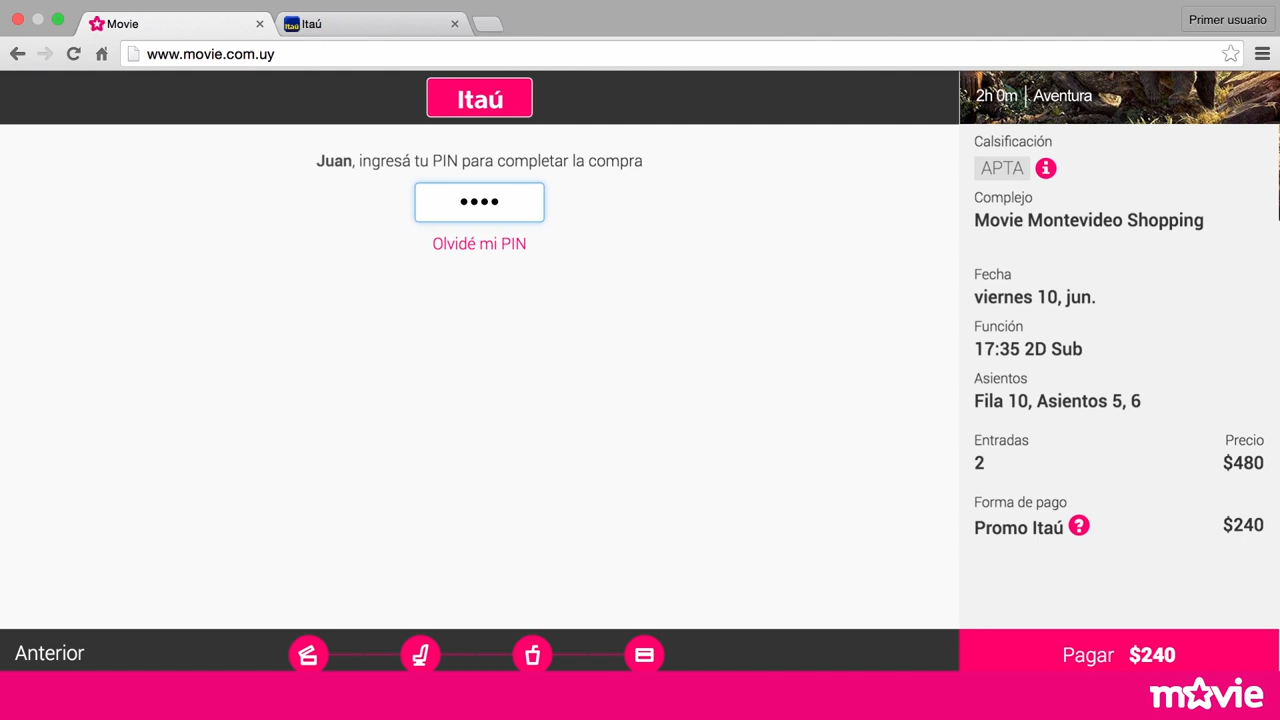 Movie
Itaú
Primer usuario
www.movie.com.uy
Itaú
2h 0m | Aventura
Juan, ingresá tu PIN para completar la compra
••••
Olvidé mi PIN
Calsificación
APTA
Complejo
Movie Montevideo Shopping
Fecha
viernes 10, jun.
Función
17:35 2D Sub
Asientos
Fila 10, Asientos 5, 6
Entradas Precio
2 $480
Forma de pago
Promo Itaú ? $240
Anterior
Pagar $240
movie